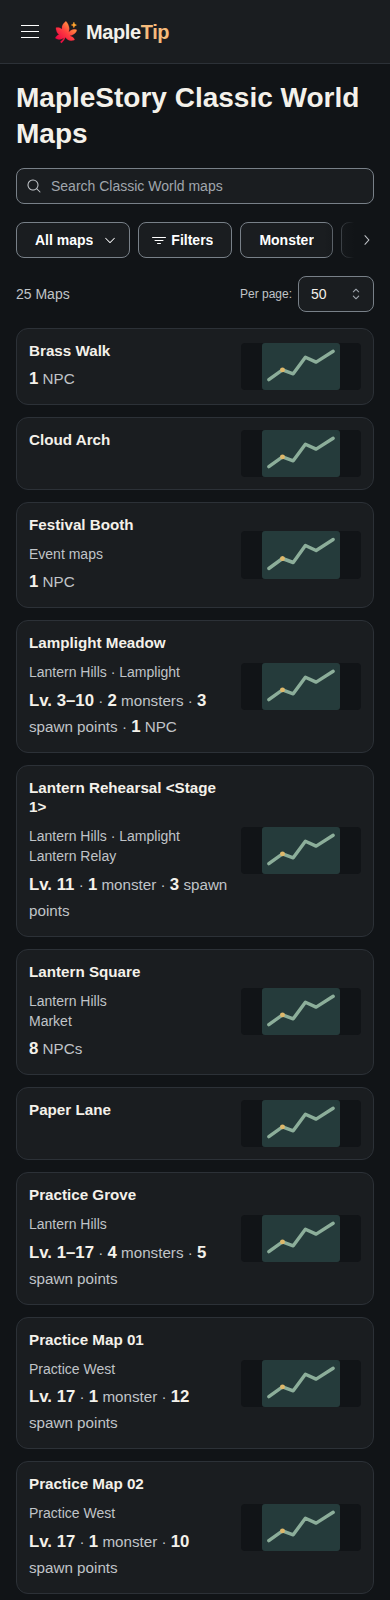 MapleTip
MapleStory Classic World
Maps
Search Classic World maps
All maps
Filters
Monster
25 Maps
Per page:
50
Brass Walk
1 NPC
Cloud Arch
Festival Booth
Event maps
1 NPC
Lamplight Meadow
Lantern Hills · Lamplight
Lv. 3–10 · 2 monsters · 3
spawn points · 1 NPC
Lantern Rehearsal <Stage
1>
Lantern Hills · Lamplight
Lantern Relay
Lv. 11 · 1 monster · 3 spawn
points
Lantern Square
Lantern Hills
Market
8 NPCs
Paper Lane
Practice Grove
Lantern Hills
Lv. 1–17 · 4 monsters · 5
spawn points
Practice Map 01
Practice West
Lv. 17 · 1 monster · 12
spawn points
Practice Map 02
Practice West
Lv. 17 · 1 monster · 10
spawn points